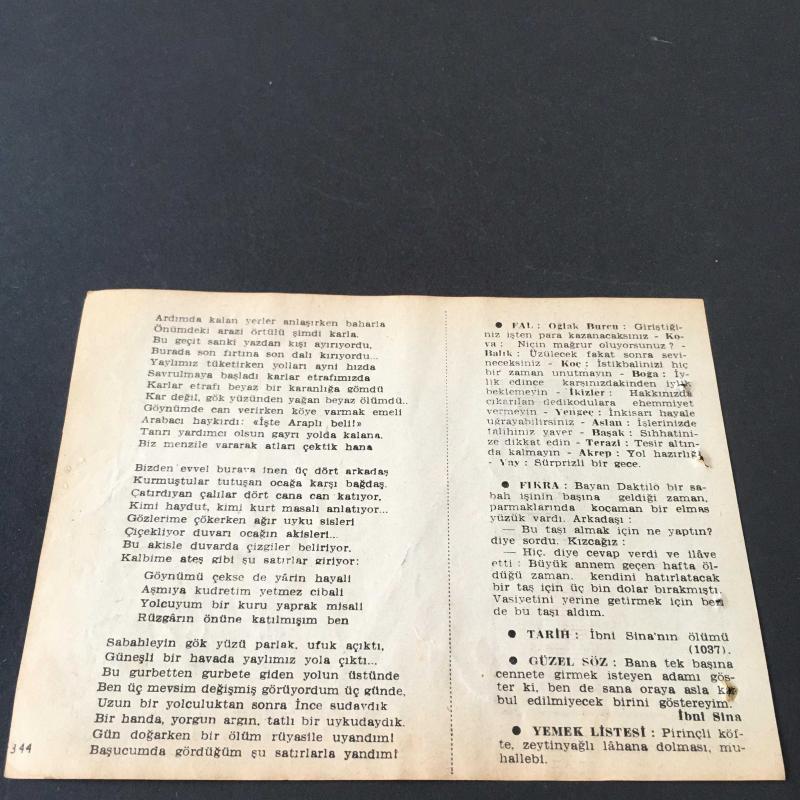 Ardımda kalan yerler anlaşırken baharla
Önümdeki arazi örtülü şimdi karla.
Bu geçit sanki yazdan kışı ayırıyordu,
Burada son fırtına son dalı kırıyordu...
Yaylımız tüketirken yolları ayni hızda
Savrulmaya başladı karlar etrafımızda
Karlar etrafı beyaz bir karanlığa gömdü
Kar değil, gök yüzünden yağan beyaz ölümdü..
Göynümde can verirken köye varmak emeli
Arabacı haykırdı: «İşte Araplı beli!»
Tanrı yardımcı olsun gayrı yolda kalana.
Biz menzile vararak atları çektik hana
Bizden evvel buraya inen üç dört arkadaş
Kurmuştular tutuşan ocağa karşı bağdaş.
Çatırdıyan çalılar dört cana can katıyor,
Kimi haydut, kimi kurt masalı anlatıyor...
Gözlerime çökerken ağır uyku sisleri
Çiçekliyor duvarı ocağın akisleri...
Bu akisle duvarda çizgiler beliriyor.
Kalbime ateş gibi şu satırlar giriyor:
Göynümü çekse de yârin hayali
Aşmıya kudretim yetmez cibali
Yolcuyum bir kuru yaprak misali
Rüzgârın önüne katılmışım ben
Sabahleyin gök yüzü parlak, ufuk açıktı,
Güneşli bir havada yaylımız yola çıktı...
Bu gurbetten gurbete giden yolun üstünde
Ben üç mevsim değişmiş görüyordum üç günde,
Uzun bir yolculuktan sonra İnce sudaydık
Bir handa, yorgun argın, tatlı bir uykudaydık.
Gün doğarken bir ölüm rüyasile uyandım!
Başucumda gördüğüm şu satırlarla yandım!
344
● FAL : Oğlak Burcu : Giriştiği-
niz işten para kazanacaksınız - Ko-
va : Niçin mağrur oluyorsunuz ? -
Balık : Üzülecek fakat sonra sevi-
neceksiniz - Koç : İstikbalinizi hiç
bir zaman unutmayın - Boğa : İy-
lik edince karşınızdakinden iylik
beklemeyin - İkizler : Hakkınızda
çıkarılan dedikodulara ehemmiyet
vermeyin - Yengeç : İnkısarı hayale
uğrayabilirsiniz - Aslan : İşlerinizde
talihiniz yaver - Başak : Sıhhatini-
ze dikkat edin - Terazi : Tesir altın-
da kalmayın - Akrep : Yol hazırlığı
- Yay : Sürprizli bir gece.
● FIKRA : Bayan Daktilo bir sa-
bah işinin başına geldiği zaman,
parmaklarında kocaman bir elmas
yüzük vardı. Arkadaşı :
— Bu taşı almak için ne yaptın?
diye sordu. Kızcağız :
— Hiç. diye cevap verdi ve ilâve
etti : Büyük annem geçen hafta öl-
düğü zaman. kendini hatırlatacak
bir taş için üç bin dolar bırakmıştı.
Vasiyetini yerine getirmek için ben
de bu taşı aldım.
● TARİH : İbni Sina'nın ölümü
(1037).
● GÜZEL SÖZ : Bana tek başına
cennete girmek isteyen adamı gös-
ter ki, ben de sana oraya asla ka-
bul edilmiyecek birini göstereyim.
İbni Sina
● YEMEK LİSTESİ : Pirinçli köf-
te, zeytinyağlı lâhana dolması, mu-
hallebi.